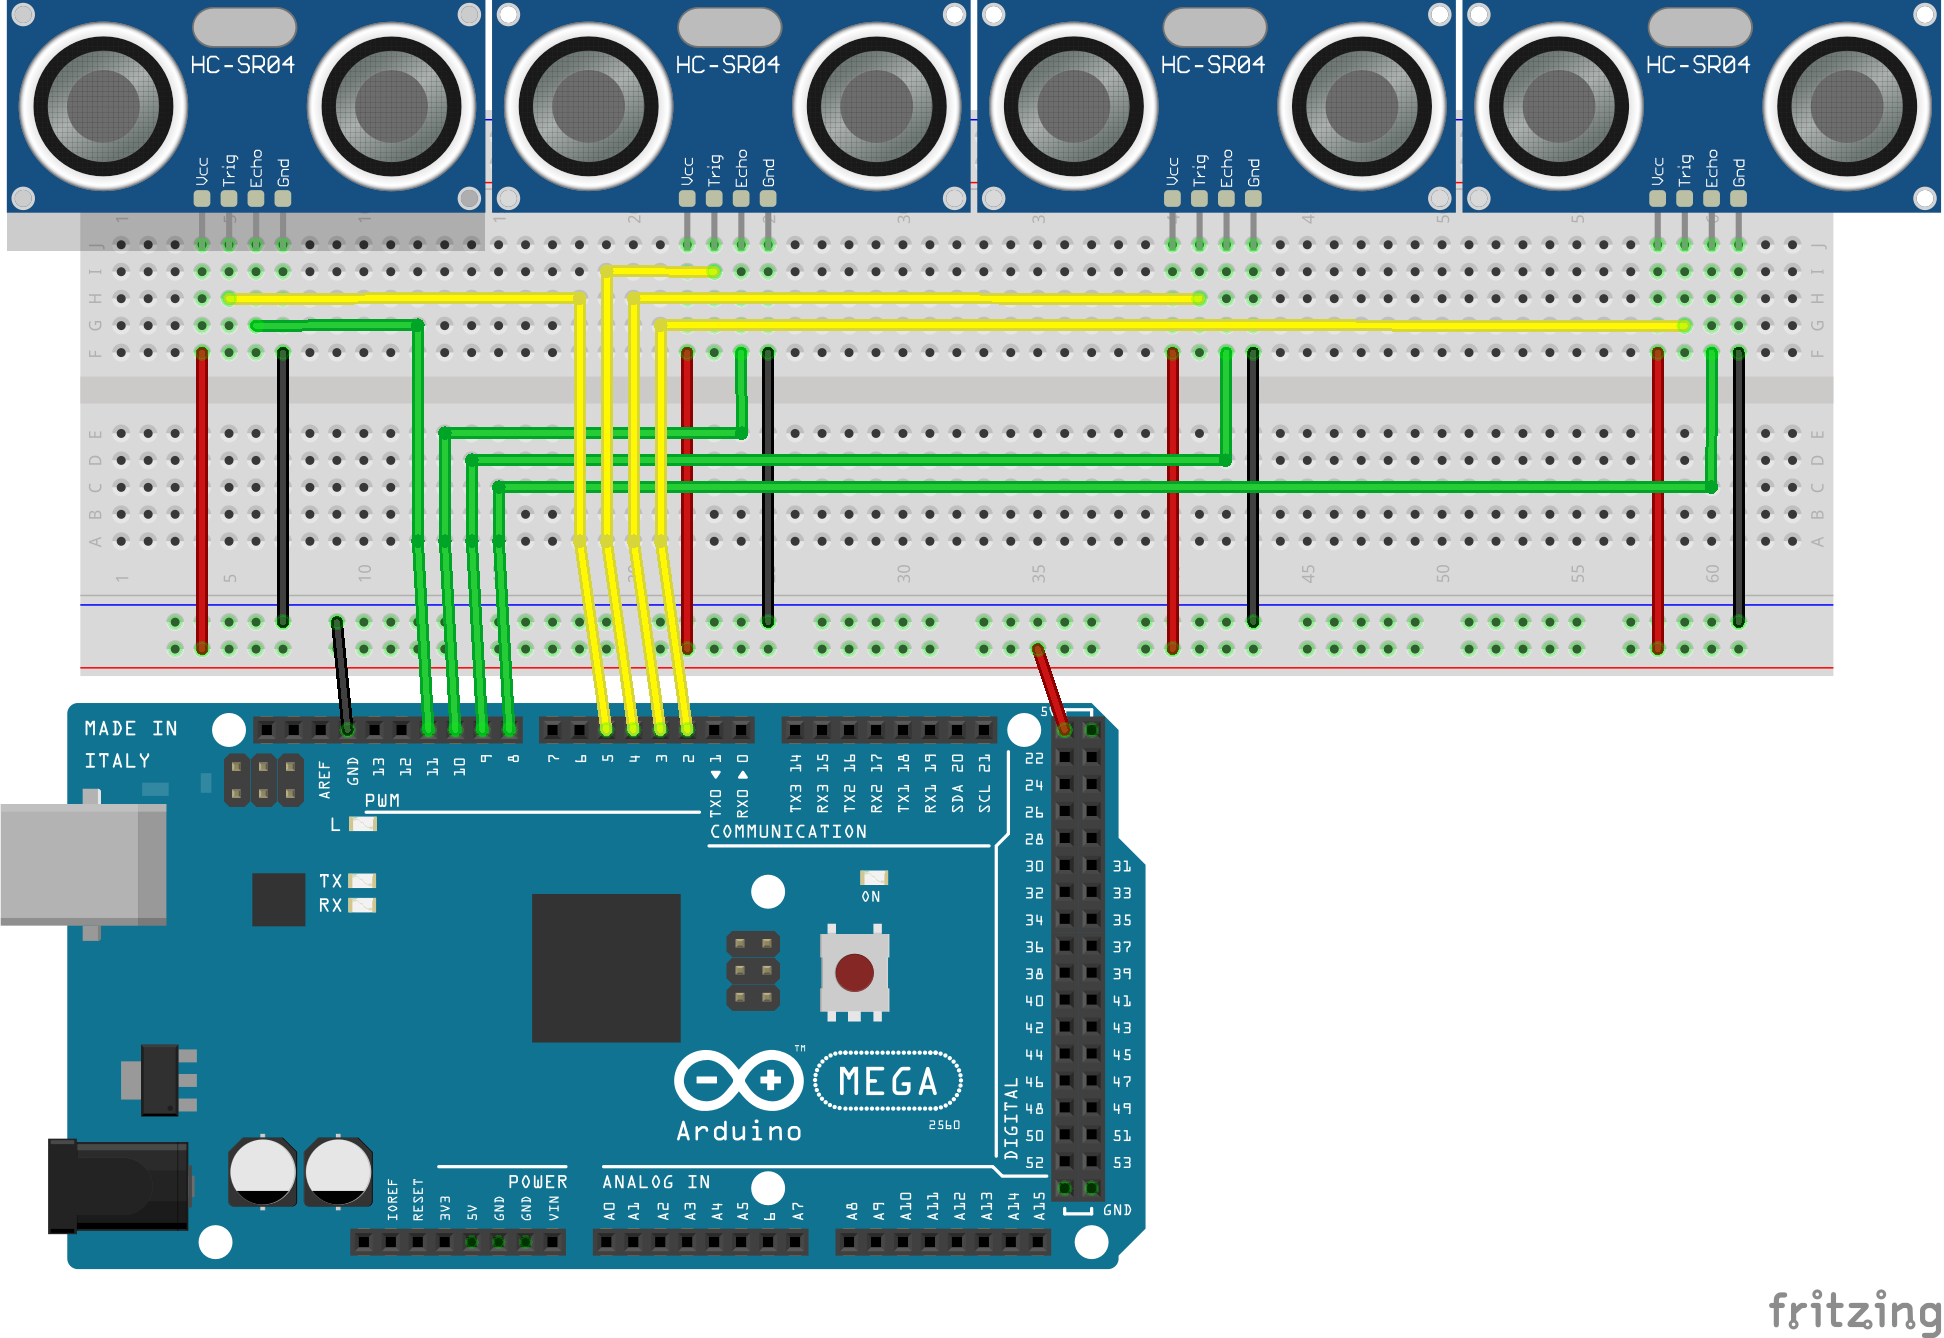 HC-SR04 HC-SR04 HC-SR04 HC-SR04
Vcc Trig Echo Gnd Vcc Trig Echo Gnd Vcc Trig Echo Gnd Vcc Trig Echo Gnd
J J
I I
H H
G G
F F
E E
D D
C C
B B
A A
1 5 10 30 35 45 50 55 60
MADE IN
ITALY
AREF GND 13 12 11 10 9 8 7 6 5 4 3 2 TX0 1 RX0 0 TX3 14 RX3 15 TX2 16 RX2 17 TX1 18 RX1 19 SDA 20 SCL 21
PWM
L
COMMUNICATION
TX
RX
ON
22
24
26
28
30 31
32 33
34 35
36 37
38 39
40 41
42 43
44 45
46 47
48 49
50 51
52 53
DIGITAL
GND
TM
MEGA
Arduino
2560
POWER
ANALOG IN
IOREF RESET 3V3 5V GND GND VIN A0 A1 A2 A3 A4 A5 6 A7 A8 A9 A10 A11 A12 A13 A14 A15
fritzing